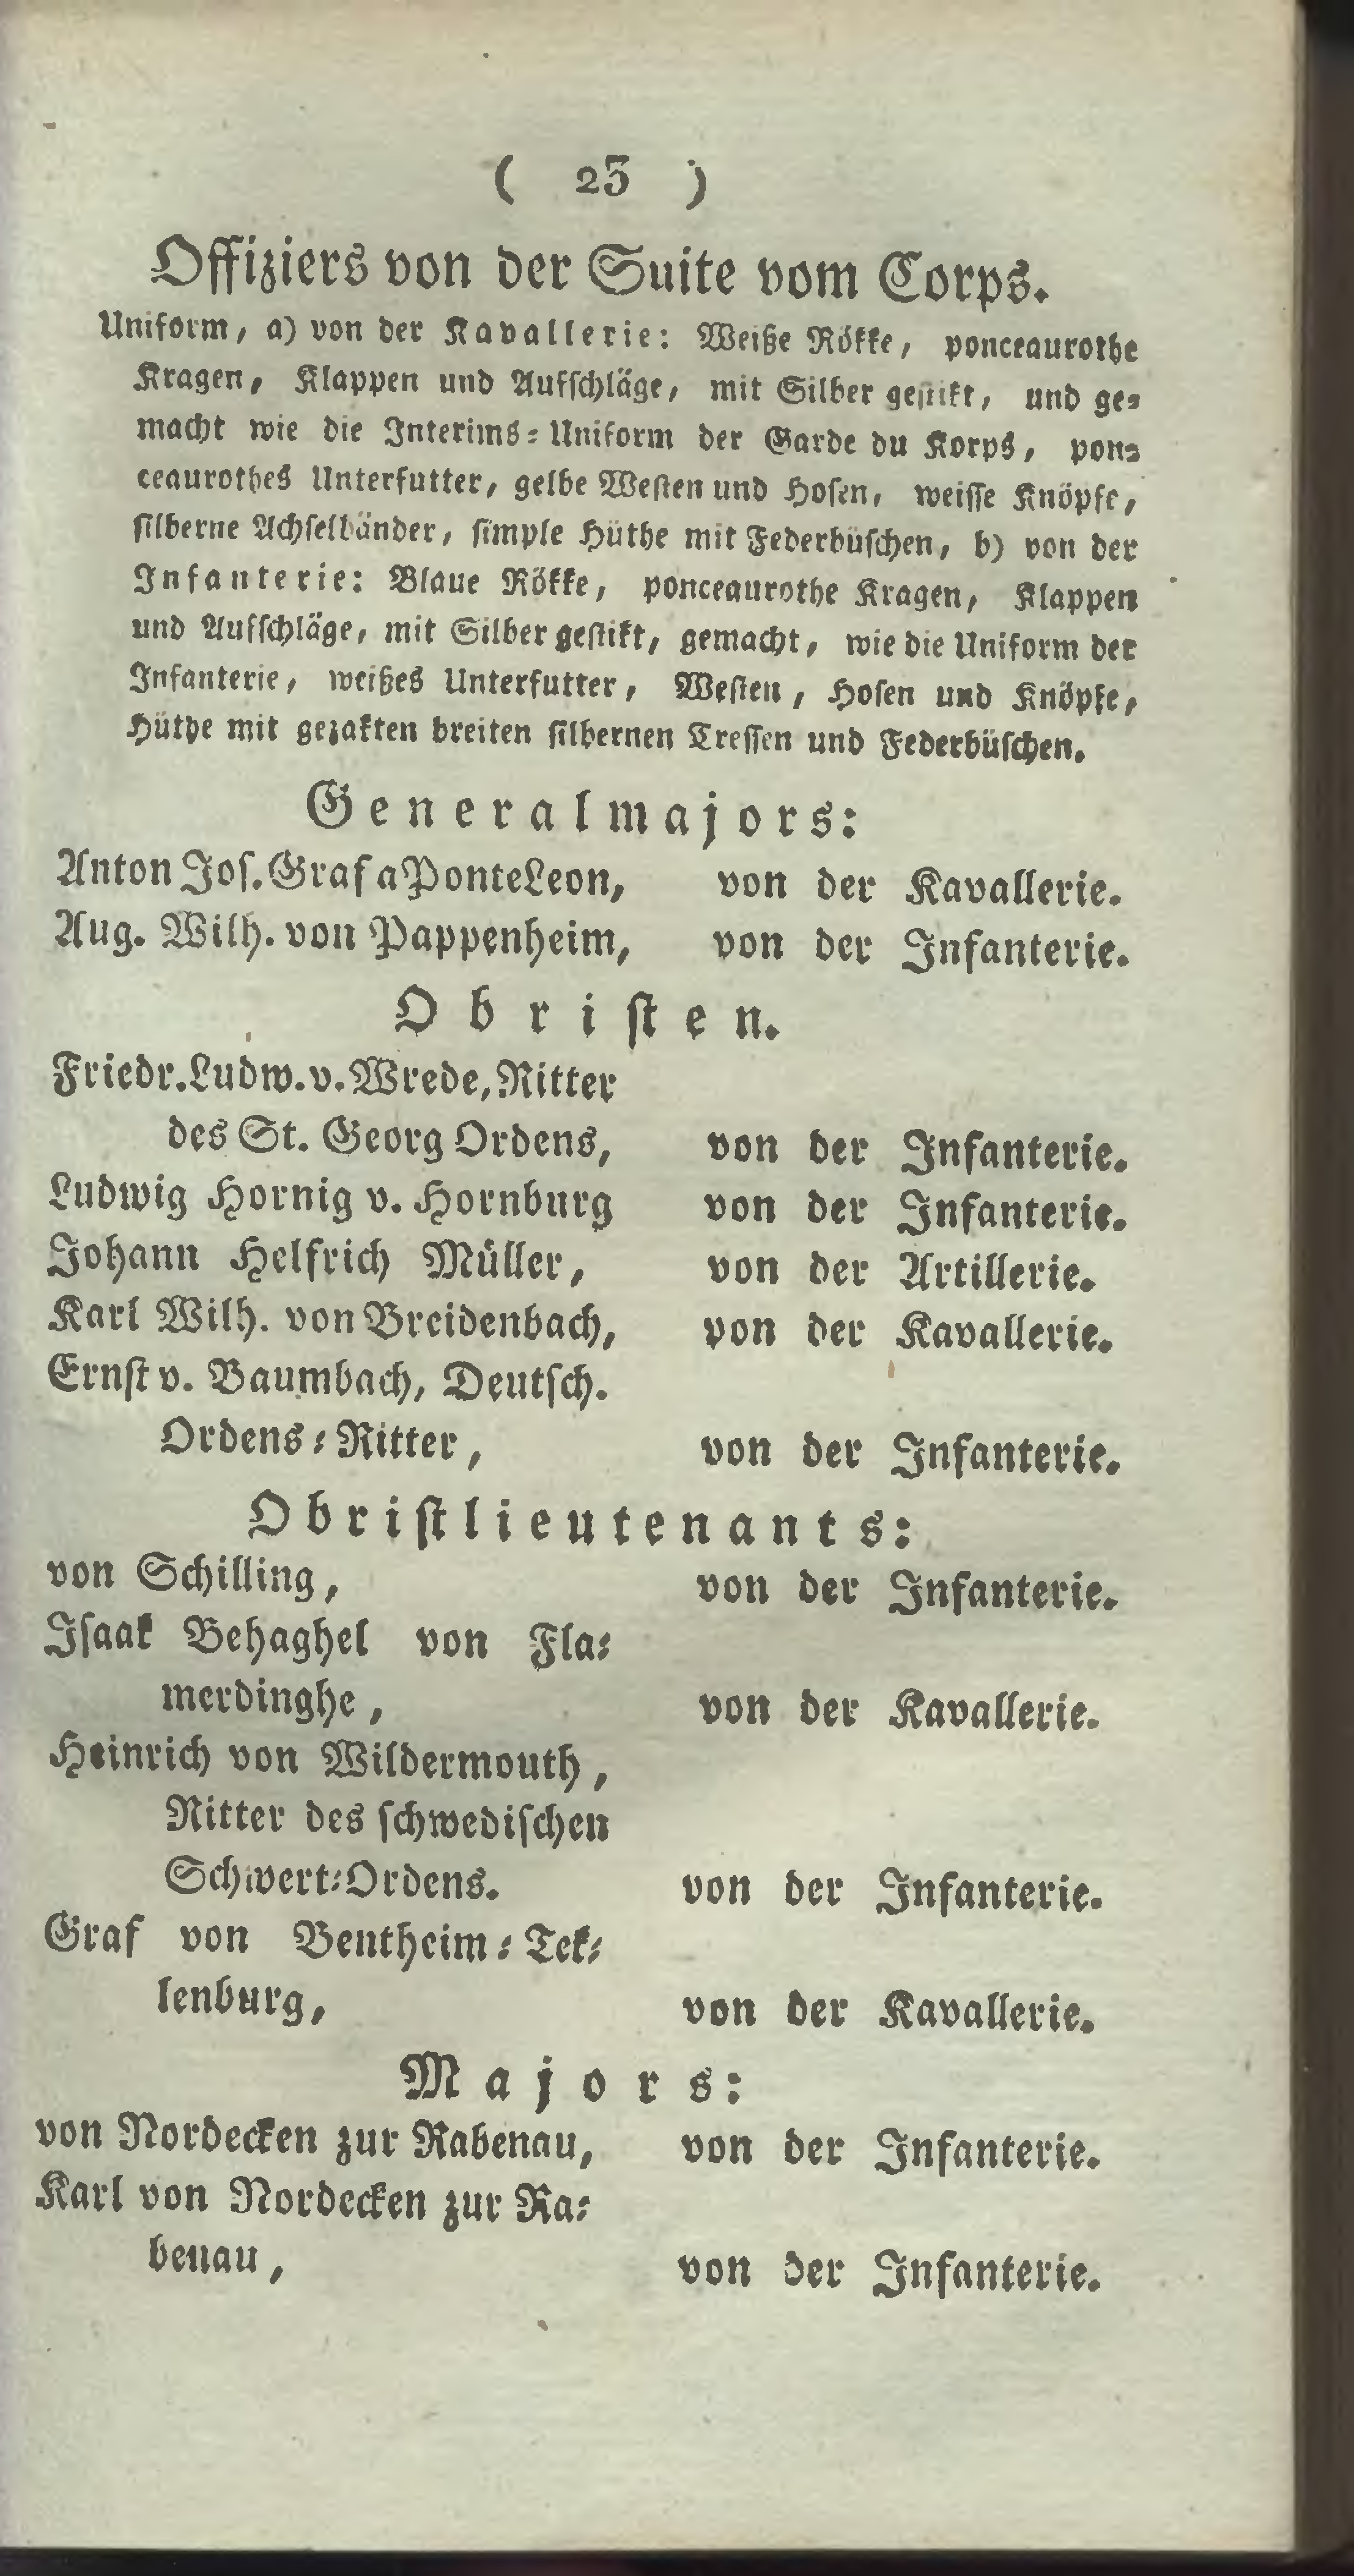 ( 23 )
Offiziers von der Suite vom Corps.
Uniform, a) von der Kavallerie: Weiße Röffe, ponceaurothe
Kragen, Klappen und Aufſchläge, mit Silber geſtift, und ge⸗
macht wie die Interims⸗Uniform der Garde du Korps, pon⸗
ceaurothes Unterfutter, gelbe Weſten und Hoſen, weiſſe Knöpfe,
ſilberne Achſelbänder, ſimple Hüthe mit Federbüſchen, b) von der
Infanterie: Blaue Rökke, ponceaurothe Kragen, Klappen
und Aufſchläge, mit Silber geſtikt, gemacht, wie die Uniform der
Infanterie, weißes Unterfutter, Weſten, Hoſen und Knöpfe,
Hüthe mit gezakten breiten ſilbernen Treſſen und Federbüſchen.
Generalmajors:
Anton Joſ. Graf a Ponte Leon, von der Kavallerie.
Aug. Wilh. von Pappenheim, von der Infanterie.
Obriſten.
Friedr. Ludw. v. Wrede, Ritter
des St. Georg Ordens, von der Infanterie.
Ludwig Hornig v. Hornburg von der Infanterie.
Johann Helfrich Müller, von der Artillerie.
Karl Wilh. von Breidenbach, von der Kavallerie.
Ernſt v. Baumbach, Deutſch.
Ordens⸗Ritter, von der Infanterie.
Obriſtlieutenants:
von Schilling, von der Infanterie.
Iſaak Behaghel von Fla⸗
merdinghe, von der Kavallerie.
Heinrich von Wildermouth,
Ritter des ſchwediſchen
Schwert⸗Ordens. von der Infanterie.
Graf von Bentheim⸗Tek⸗
lenburg, von der Kavallerie.
Majors:
von Nordecken zur Rabenau, von der Infanterie.
Karl von Nordecken zur Ra⸗
benau, von der Infanterie.